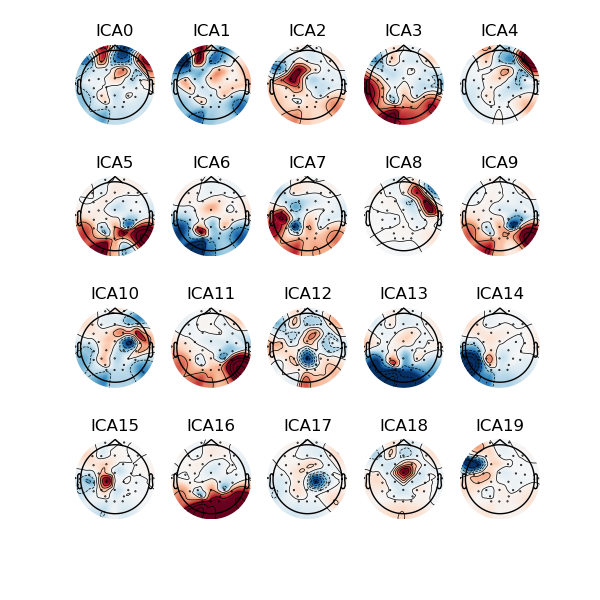 ICA0 ICA1 ICA2 ICA3 ICA4
ICA5 ICA6 ICA7 ICA8 ICA9
ICA10 ICA11 ICA12 ICA13 ICA14
ICA15 ICA16 ICA17 ICA18 ICA19